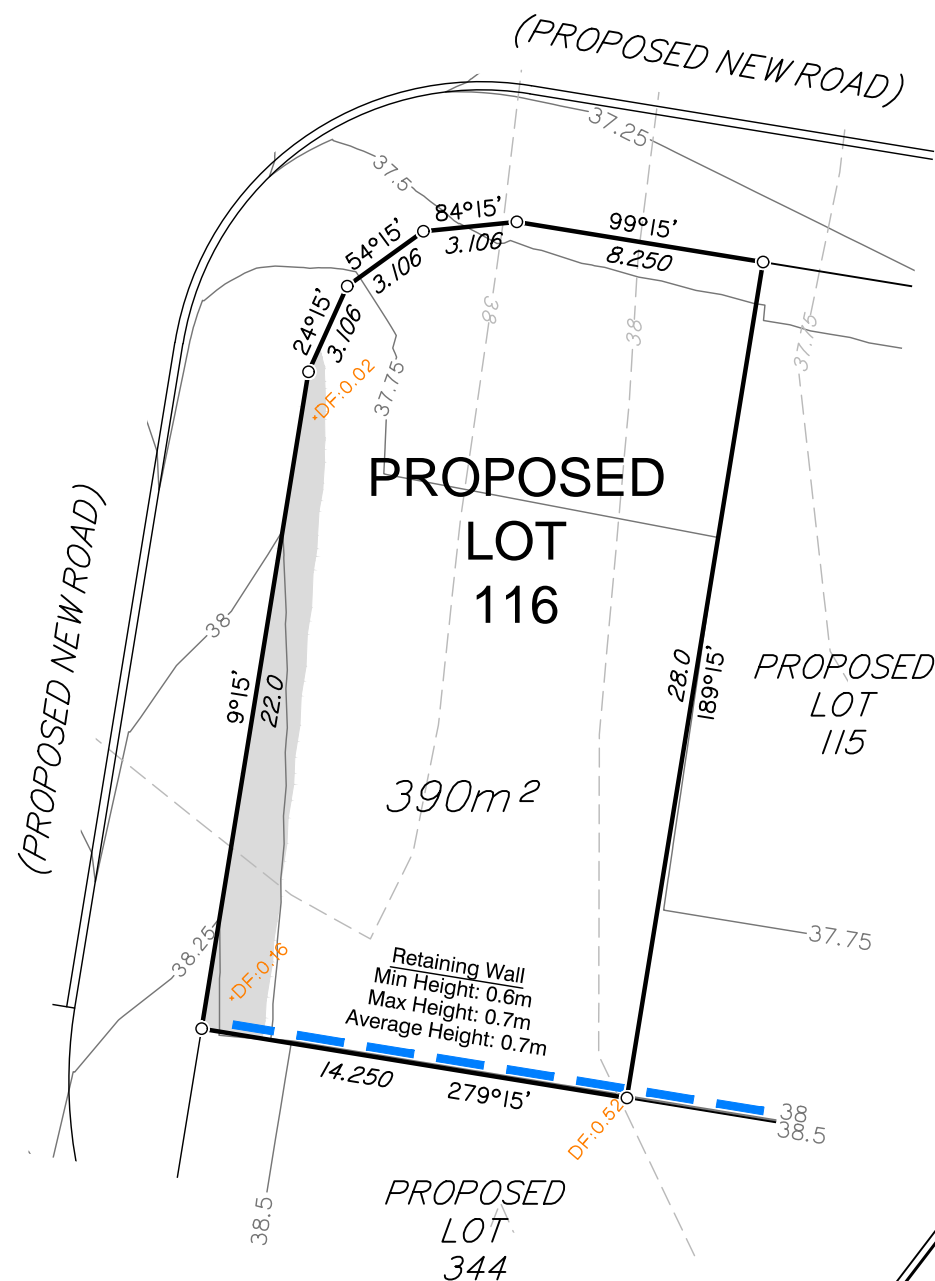 (PROPOSED NEW ROAD)
37.25
37.5
84°15'
3.106
99°15'
8.250
54°15'
3.106
24°15'
3.106
38
38
37.75
DF:0.02
37.75
PROPOSED
LOT
116
(PROPOSED NEW ROAD)
38
9°15'
22.0
28.0
189°15'
PROPOSED
LOT
115
390m²
38.25
DF:0.16
37.75
Retaining Wall
Min Height: 0.6m
Max Height: 0.7m
Average Height: 0.7m
14.250
279°15'
DF:0.52
38
38.5
38.5
PROPOSED
LOT
344